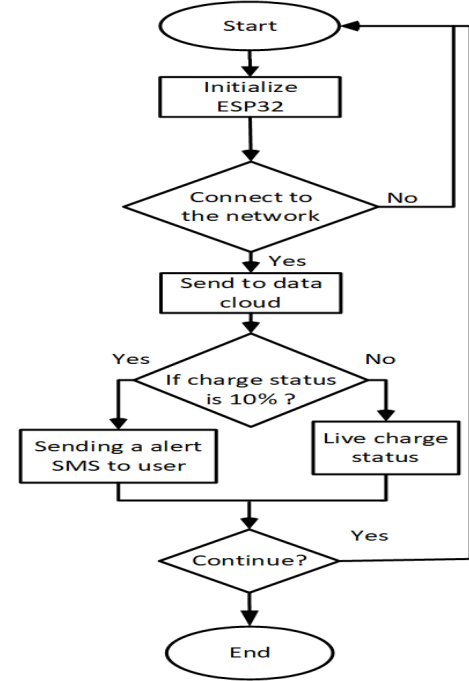 Start
Initialize
ESP32
Connect to
the network
No
Yes
Send to data
cloud
Yes
No
If charge status
is 10% ?
Sending a alert
SMS to user
Live charge
status
Yes
Continue?
End